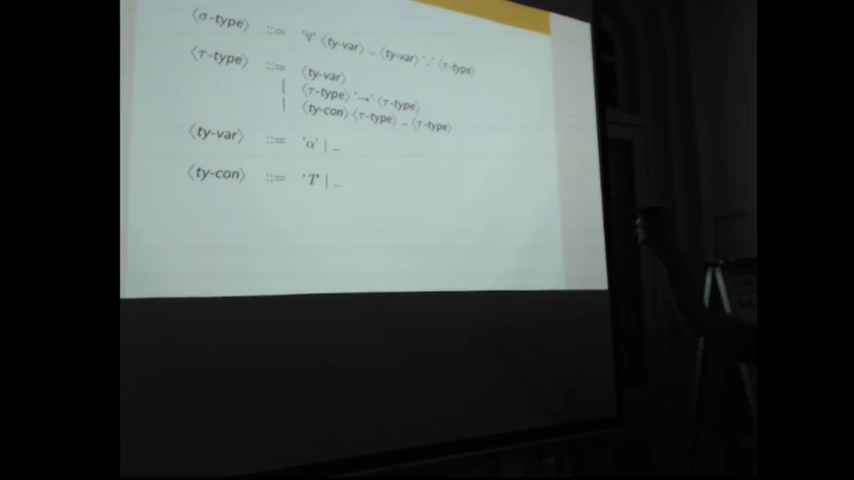 ⟨σ-type⟩ ::= '∀' ⟨ty-var⟩ … ⟨ty-var⟩ '.' ⟨τ-type⟩
⟨τ-type⟩ ::= ⟨ty-var⟩
| ⟨τ-type⟩ '→' ⟨τ-type⟩
| ⟨ty-con⟩ ⟨τ-type⟩ … ⟨τ-type⟩
⟨ty-var⟩ ::= 'α' | …
⟨ty-con⟩ ::= 'T' | …